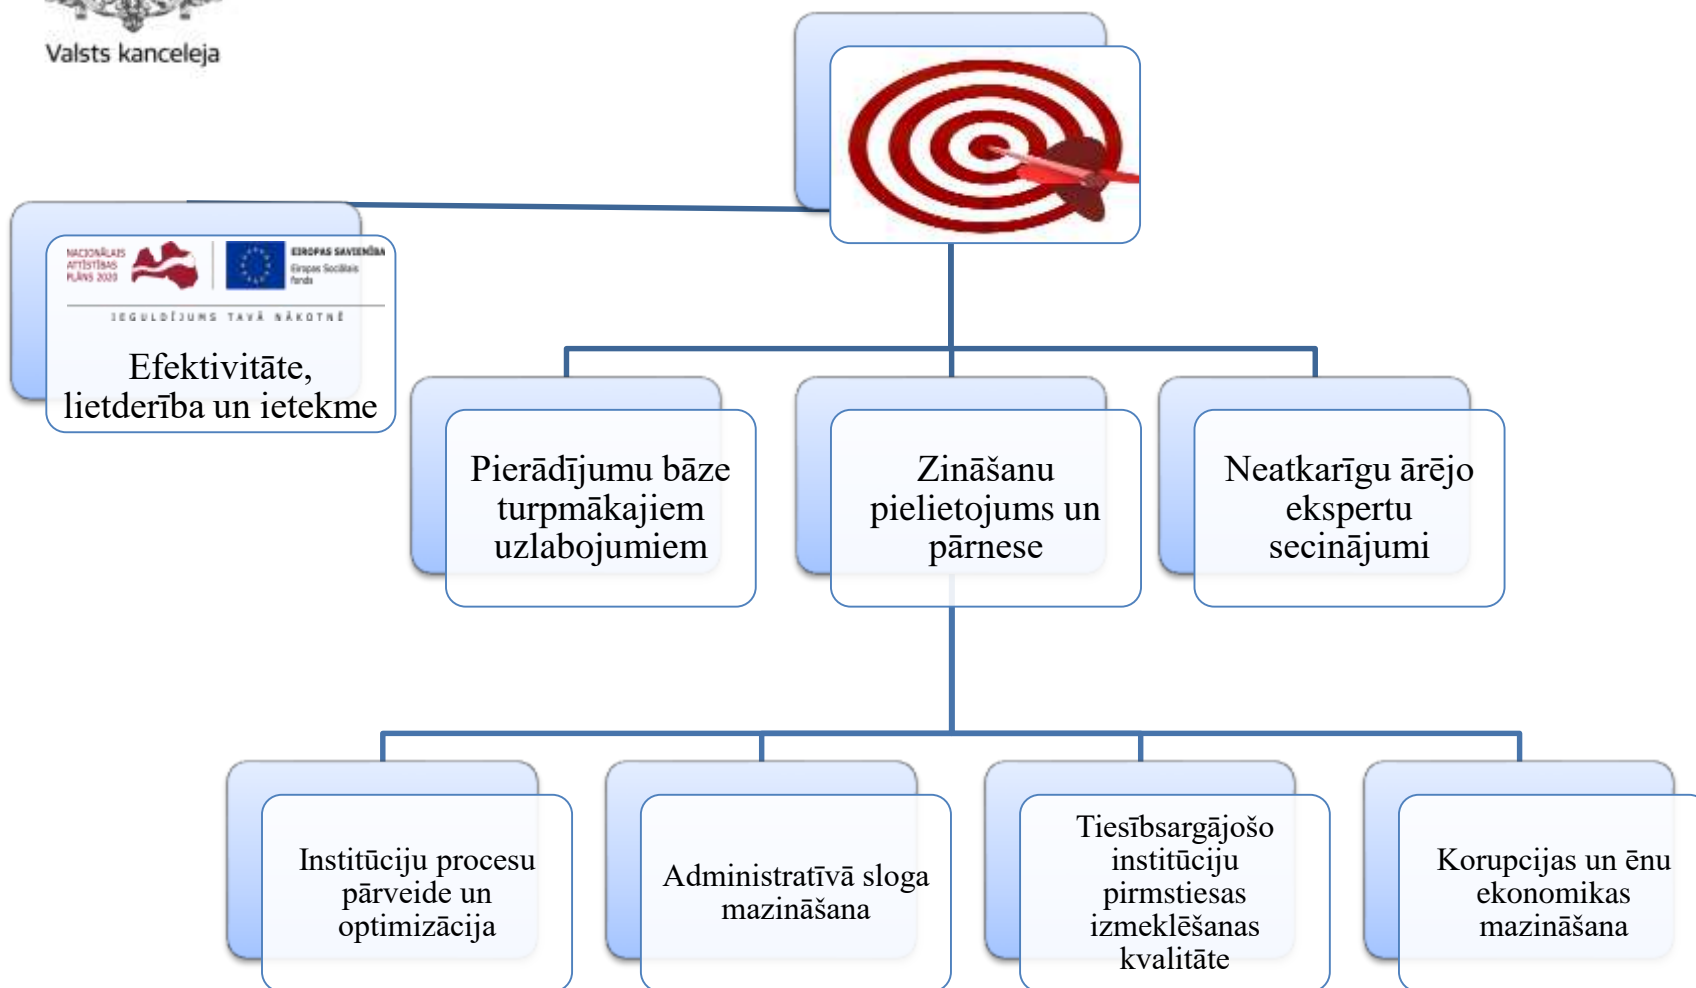 Valsts kanceleja
NACIONĀLAIS
ATTĪSTĪBAS
PLĀNS 2020
EIROPAS SAVIENĪBA
Eiropas Sociālais
fonds
IEGULDĪJUMS TAVĀ NĀKOTNĒ
Efektivitāte,
lietderība un ietekme
Pierādījumu bāze
turpmākajiem
uzlabojumiem
Zināšanu
pielietojums un
pārnese
Neatkarīgu ārējo
ekspertu
secinājumi
Institūciju procesu
pārveide un
optimizācija
Administratīvā sloga
mazināšana
Tiesībsargājošo
institūciju
pirmstiesas
izmeklēšanas
kvalitāte
Korupcijas un ēnu
ekonomikas
mazināšana